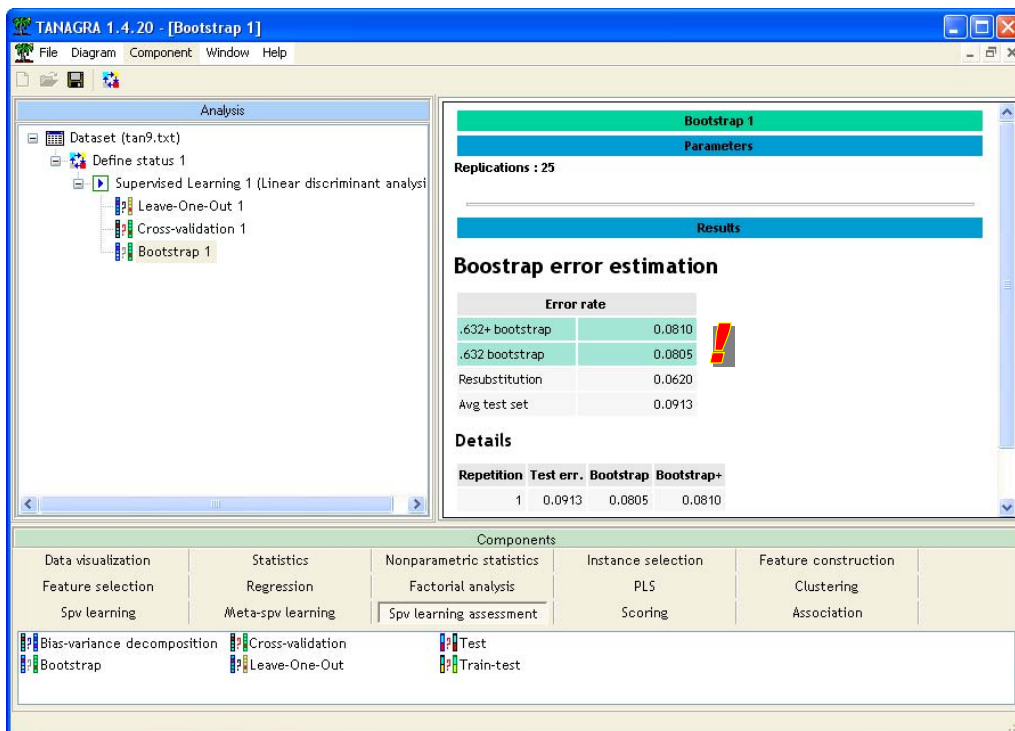 TANAGRA 1.4.20 - [Bootstrap 1]
File Diagram Component Window Help
Analysis
Dataset (tan9.txt)
Define status 1
Supervised Learning 1 (Linear discriminant analysi
Leave-One-Out 1
Cross-validation 1
Bootstrap 1
Bootstrap 1
Parameters
Replications : 25
Results
Boostrap error estimation
Error rate
.632+ bootstrap 0.0810
.632 bootstrap 0.0805
Resubstitution 0.0620
Avg test set 0.0913
!
Details
Repetition Test err. Bootstrap Bootstrap+
1 0.0913 0.0805 0.0810
Components
Data visualization Statistics Nonparametric statistics Instance selection Feature construction
Feature selection Regression Factorial analysis PLS Clustering
Spv learning Meta-spv learning Spv learning assessment Scoring Association
Bias-variance decomposition Cross-validation Test
Bootstrap Leave-One-Out Train-test